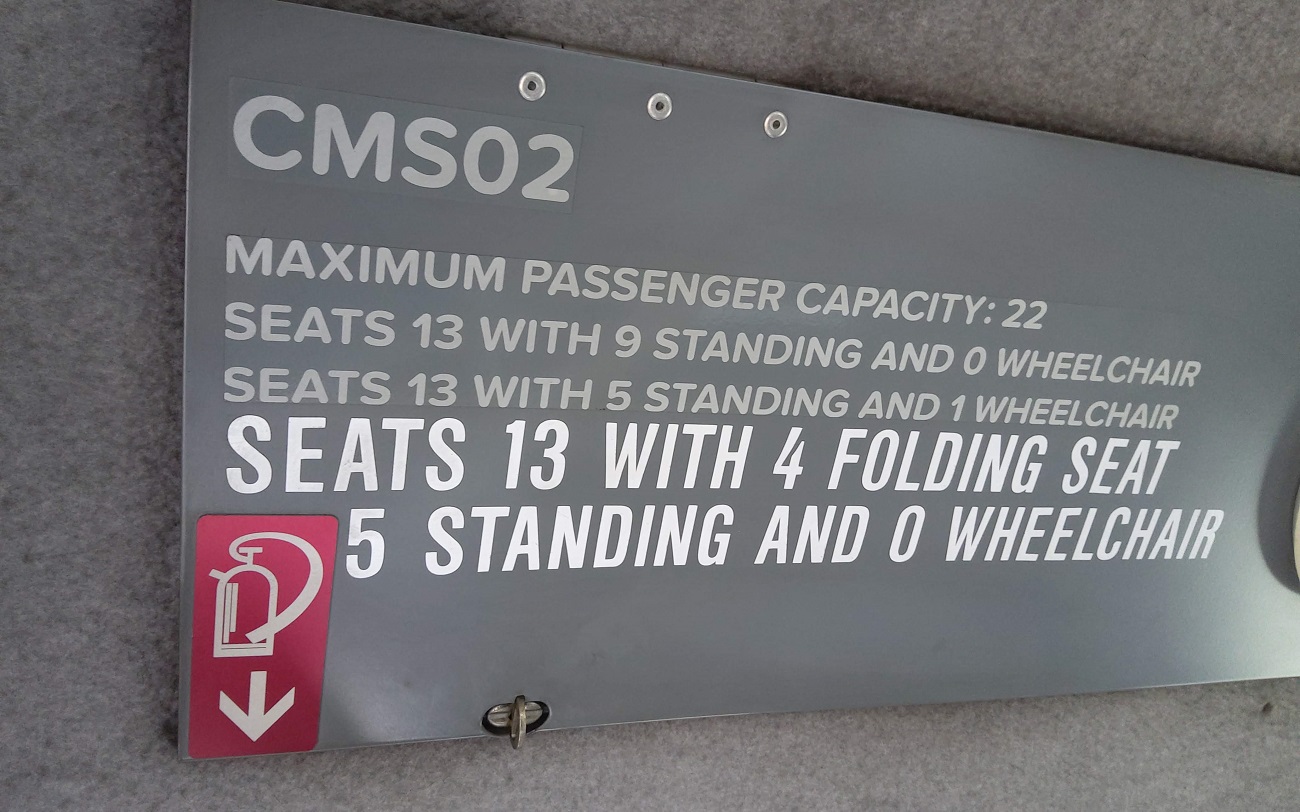 CMS02
MAXIMUM PASSENGER CAPACITY: 22
SEATS 13 WITH 9 STANDING AND 0 WHEELCHAIR
SEATS 13 WITH 5 STANDING AND 1 WHEELCHAIR
SEATS 13 WITH 4 FOLDING SEAT
5 STANDING AND 0 WHEELCHAIR